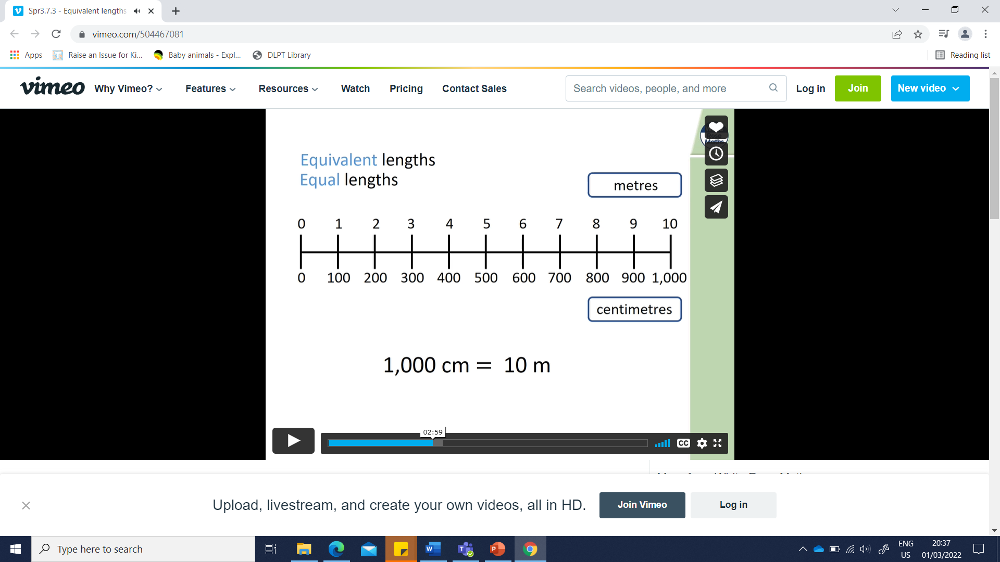 Spr3.7.3 - Equivalent lengths
vimeo.com/504467081
Apps
Raise an Issue for Ki...
Baby animals - Expl...
DLPT Library
Reading list
vimeo
Why Vimeo?
Features
Resources
Watch
Pricing
Contact Sales
Search videos, people, and more
Log in
Join
New video
Equivalent lengths
Equal lengths
Maths
metres
0 1 2 3 4 5 6 7 8 9 10
0 100 200 300 400 500 600 700 800 900 1,000
centimetres
1,000 cm = 10 m
02:59
CC
Upload, livestream, and create your own videos, all in HD.
Join Vimeo
Log in
Type here to search
ENG
US
20:37
01/03/2022